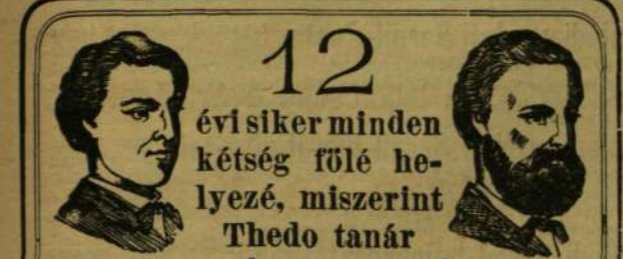 12
évi siker minden
kétség fölé he-
lyezé, miszerint
Thedo tanár